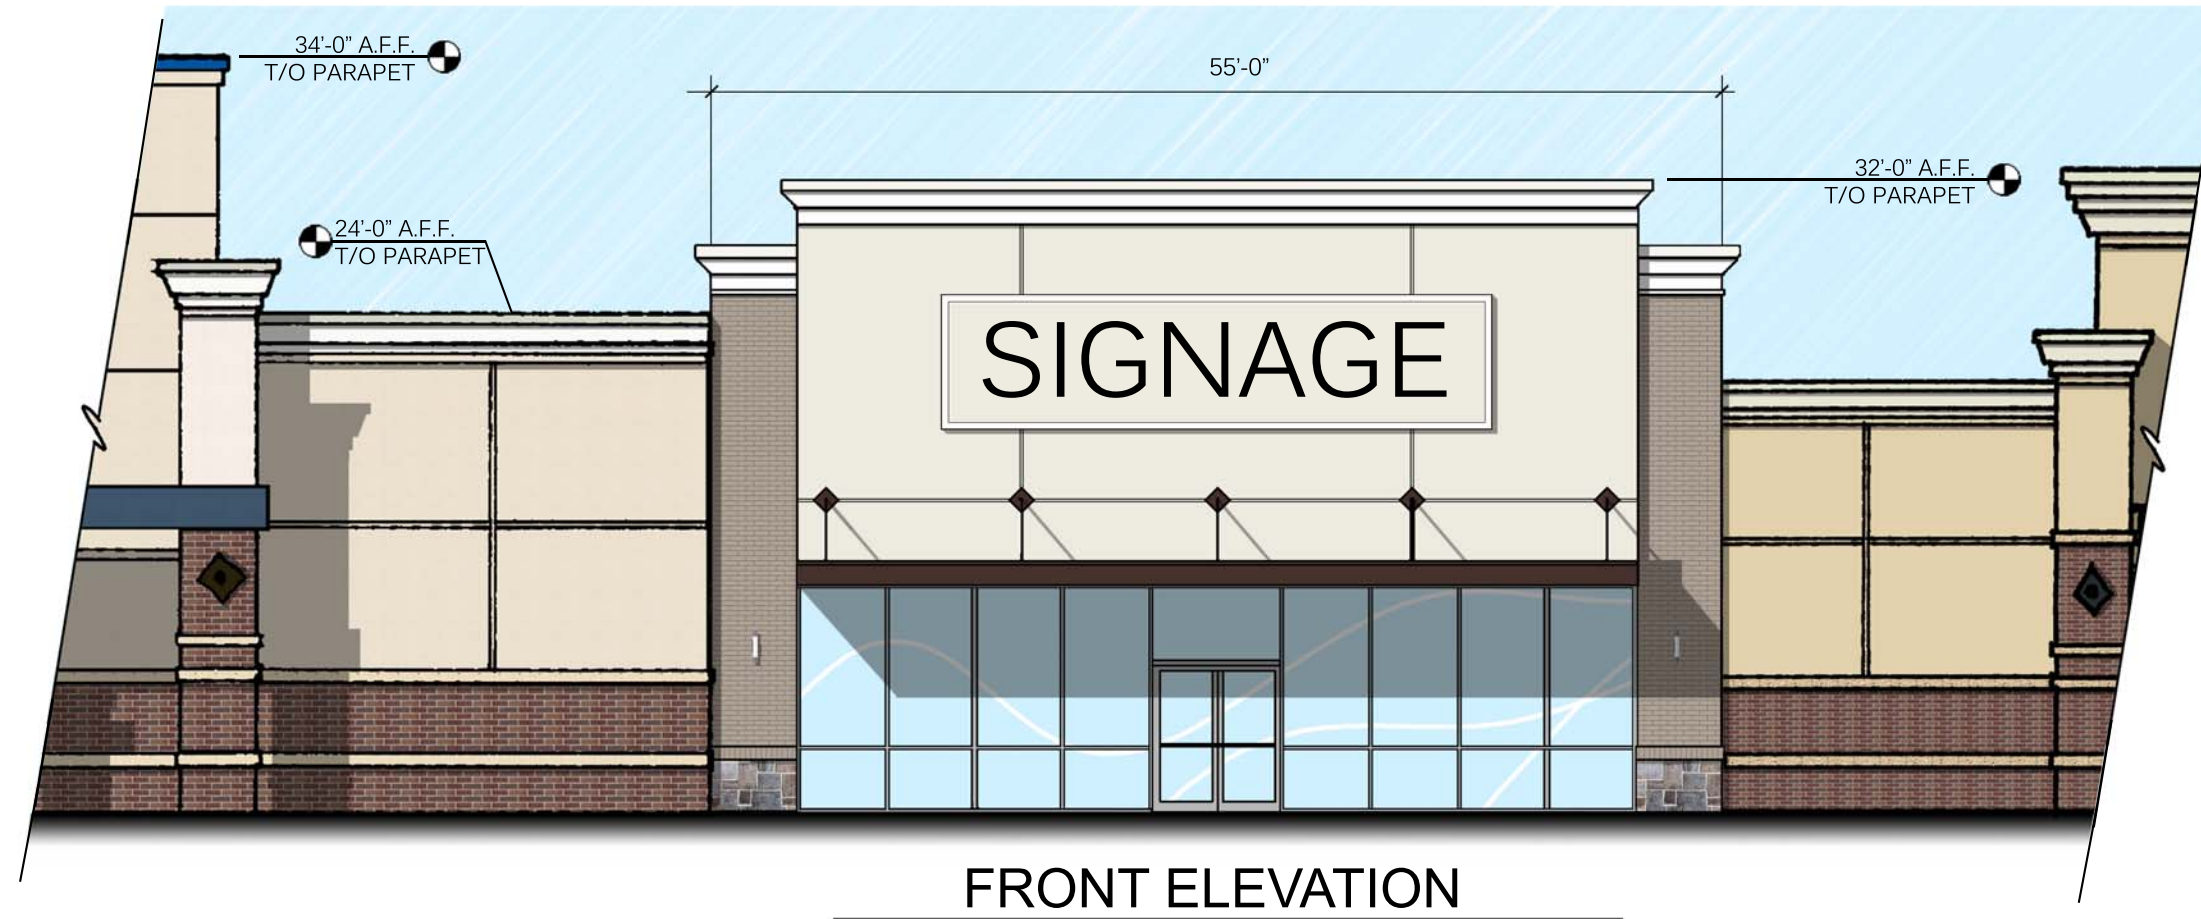 34'-0" A.F.F.
T/O PARAPET
55'-0"
32'-0" A.F.F.
T/O PARAPET
24'-0" A.F.F.
T/O PARAPET
SIGNAGE
FRONT ELEVATION